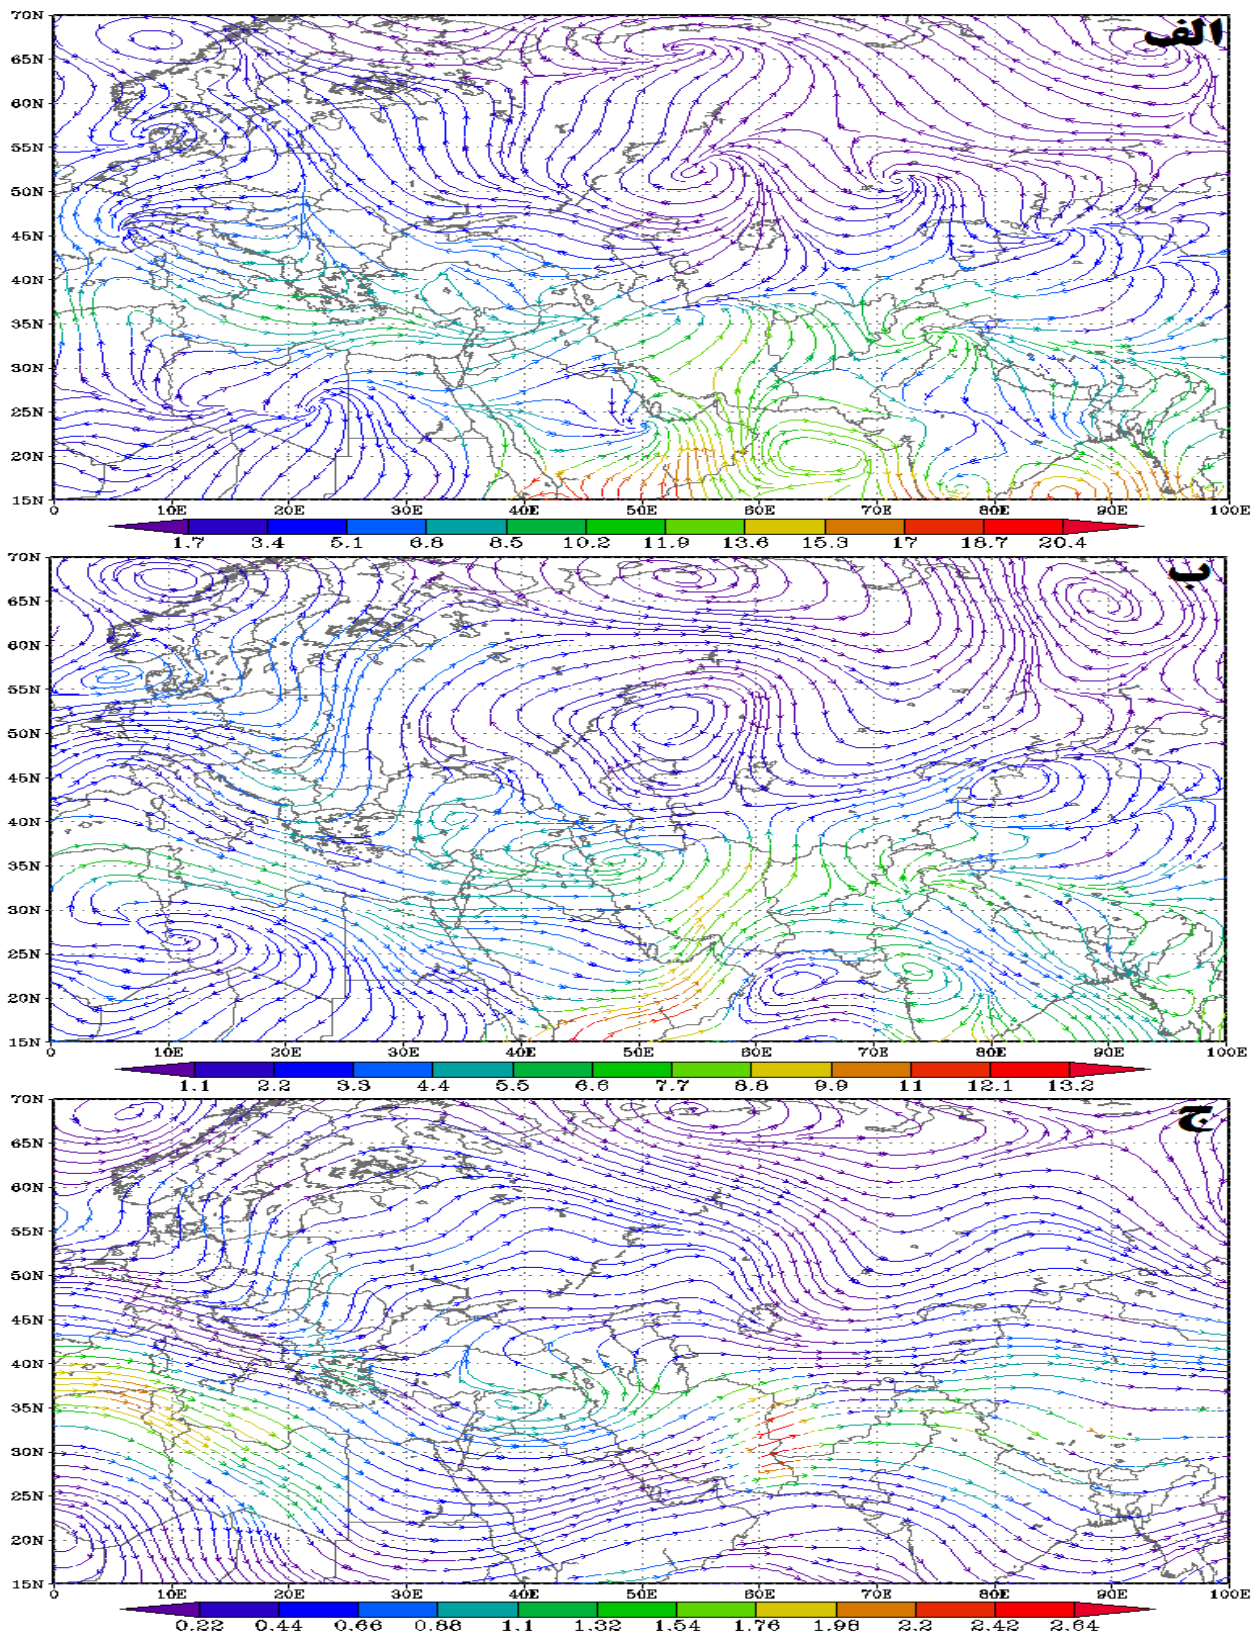 الف
70N
65N
60N
55N
50N
45N
40N
35N
30N
25N
20N
15N
0 10E 20E 30E 40E 50E 60E 70E 80E 90E 100E
1.7 3.4 5.1 6.8 8.5 10.2 11.9 13.6 15.3 17 18.7 20.4
ب
70N
65N
60N
55N
50N
45N
40N
35N
30N
25N
20N
15N
0 10E 20E 30E 40E 50E 60E 70E 80E 90E 100E
1.1 2.2 3.3 4.4 5.5 6.6 7.7 8.8 9.9 11 12.1 13.2
ج
70N
65N
60N
55N
50N
45N
40N
35N
30N
25N
20N
15N
0 10E 20E 30E 40E 50E 60E 70E 80E 90E 100E
0.22 0.44 0.66 0.88 1.1 1.32 1.54 1.76 1.98 2.2 2.42 2.64